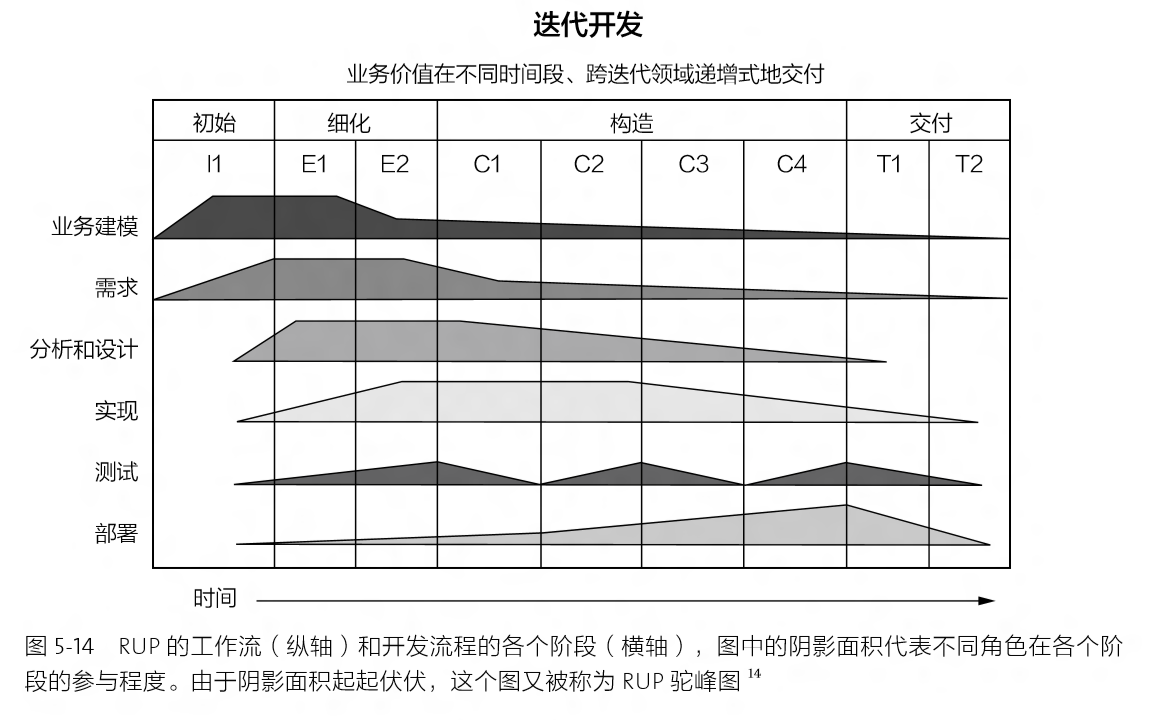 迭代开发
业务价值在不同时间段、跨迭代领域递增式地交付
初始 细化 构造 交付
I1 E1 E2 C1 C2 C3 C4 T1 T2
业务建模
需求
分析和设计
实现
测试
部署
时间
图 5-14 RUP 的工作流（纵轴）和开发流程的各个阶段（横轴），图中的阴影面积代表不同角色在各个阶
段的参与程度。由于阴影面积起起伏伏，这个图又被称为 RUP 驼峰图 14